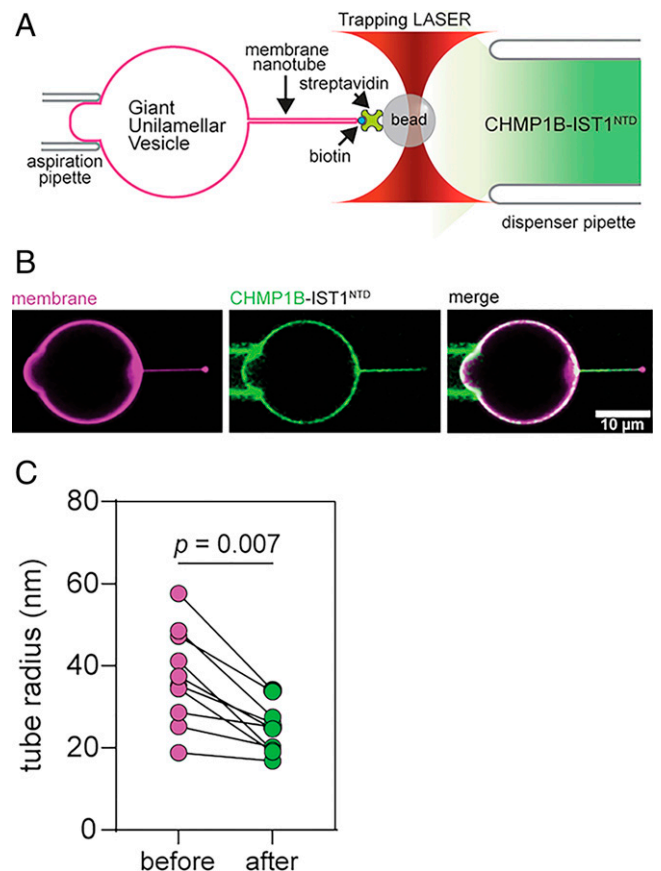 A
Trapping LASER
membrane
nanotube
streptavidin
Giant
Unilamellar
Vesicle
bead
CHMP1B-IST1ᴺᵀᴰ
aspiration
pipette
biotin
dispenser pipette
B
membrane
CHMP1B-IST1ᴺᵀᴰ
merge
10 µm
C
80
p = 0.007
60
40
20
0
tube radius (nm)
before
after